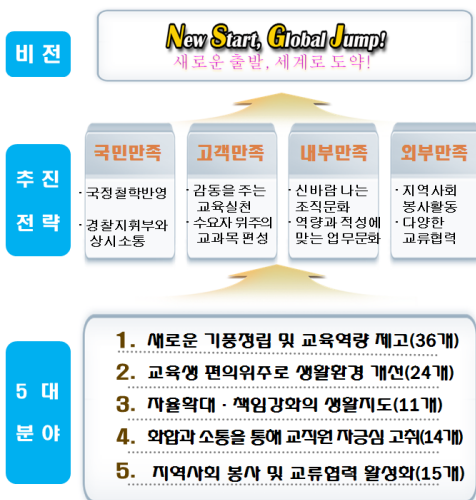 비 전
New Start, Global Jump!
새로운 출발, 세계로 도약!
추 진
전 략
국민만족
· 국정철학반영
· 경찰지휘부와
상시소통
고객만족
· 감동을 주는
교육실천
· 수요자 위주의
교과목 편성
내부만족
· 신바람 나는
조직문화
· 역량과 적성에
맞는 업무문화
외부만족
· 지역사회
봉사활동
· 다양한
교류협력
5 대
분 야
1. 새로운 기풍정립 및 교육역량 제고(36개)
2. 교육생 편의위주로 생활환경 개선(24개)
3. 자율확대 · 책임강화의 생활지도(11개)
4. 화합과 소통을 통해 교직원 자긍심 고취(14개)
5. 지역사회 봉사 및 교류협력 활성화(15개)